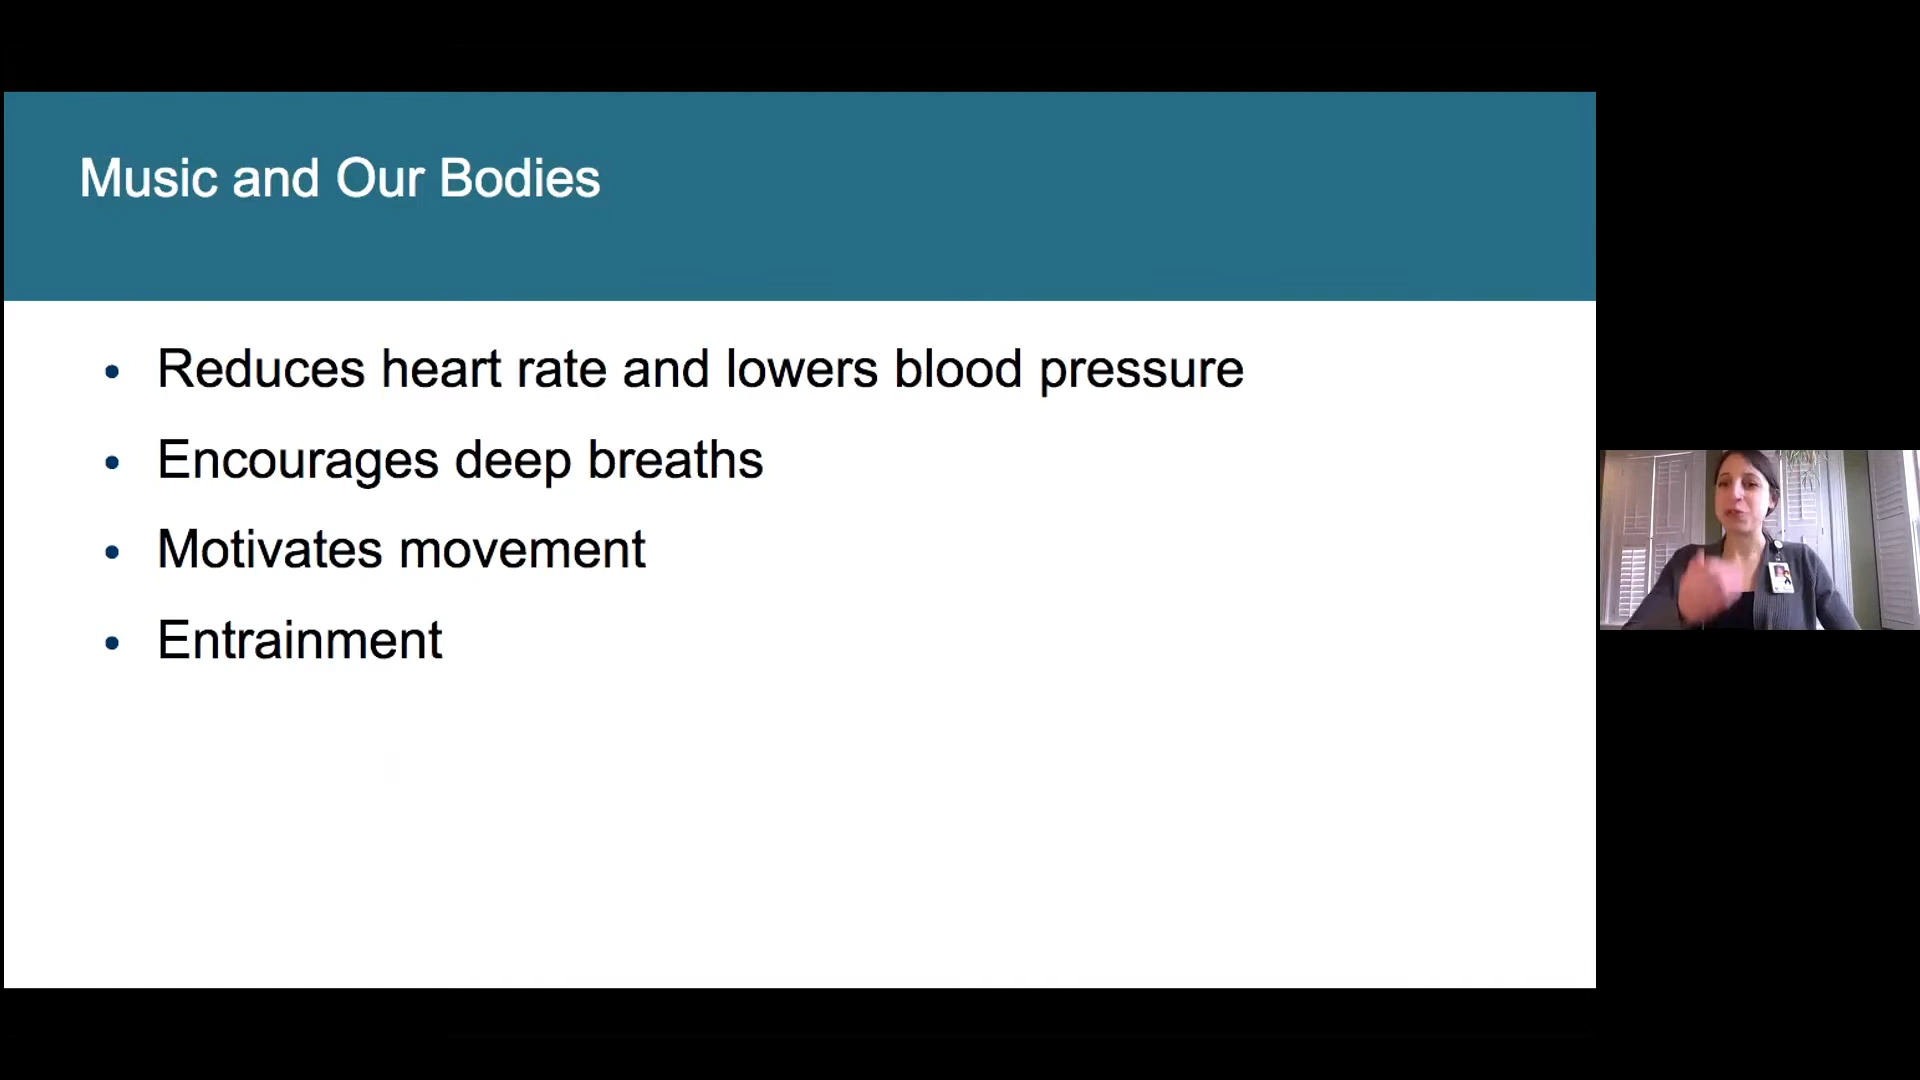 Music and Our Bodies
• Reduces heart rate and lowers blood pressure
• Encourages deep breaths
• Motivates movement
• Entrainment